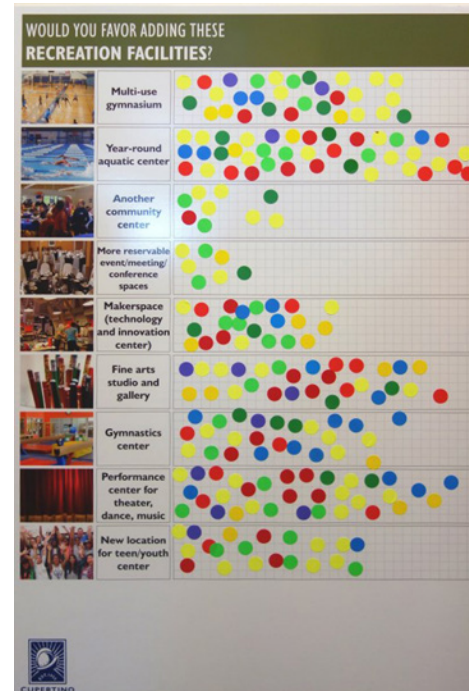 WOULD YOU FAVOR ADDING THESE
RECREATION FACILITIES?
Multi-use
gymnasium
Year-round
aquatic center
Another
community
center
More reservable
event/meeting/
conference
spaces
Makerspace
(technology
and innovation
center)
Fine arts
studio and
gallery
Gymnastics
center
Performance
center for
theater,
dance, music
New location
for teen/youth
center
CUPERTINO